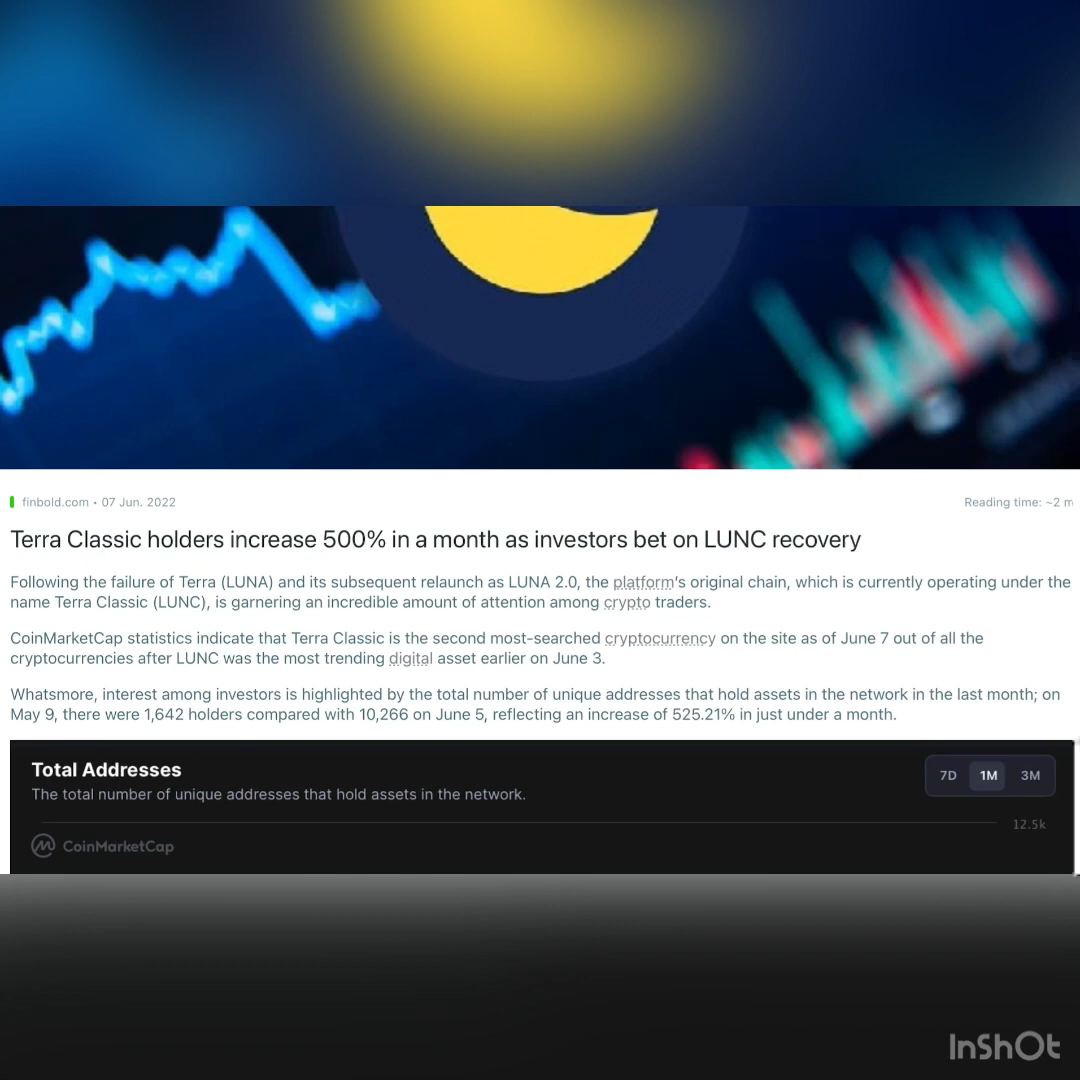 finbold.com • 07 Jun. 2022
Reading time: ~2 m
Terra Classic holders increase 500% in a month as investors bet on LUNC recovery
Following the failure of Terra (LUNA) and its subsequent relaunch as LUNA 2.0, the platform's original chain, which is currently operating under the
name Terra Classic (LUNC), is garnering an incredible amount of attention among crypto traders.
CoinMarketCap statistics indicate that Terra Classic is the second most-searched cryptocurrency on the site as of June 7 out of all the
cryptocurrencies after LUNC was the most trending digital asset earlier on June 3.
Whatsmore, interest among investors is highlighted by the total number of unique addresses that hold assets in the network in the last month; on
May 9, there were 1,642 holders compared with 10,266 on June 5, reflecting an increase of 525.21% in just under a month.
Total Addresses
7D 1M 3M
The total number of unique addresses that hold assets in the network.
12.5k
CoinMarketCap
InShOt